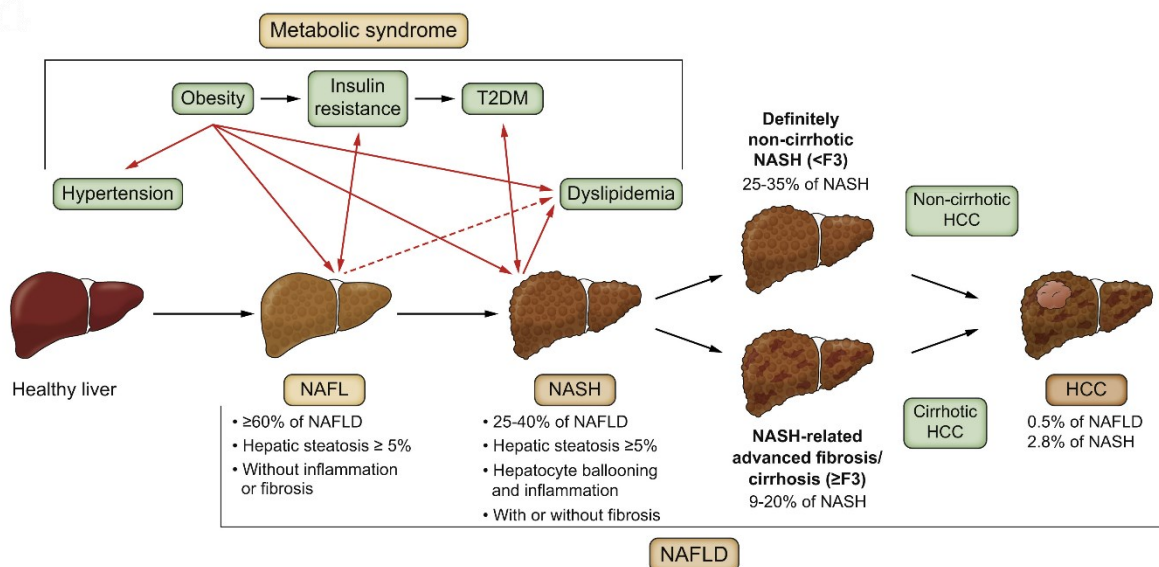 Metabolic syndrome
Obesity
Insulin
resistance
T2DM
Hypertension
Dyslipidemia
Definitely
non-cirrhotic
NASH (<F3)
25-35% of NASH
Non-cirrhotic
HCC
Healthy liver
NAFL
• ≥60% of NAFLD
• Hepatic steatosis ≥ 5%
• Without inflammation
or fibrosis
NASH
• 25-40% of NAFLD
• Hepatic steatosis ≥5%
• Hepatocyte ballooning
and inflammation
• With or without fibrosis
NASH-related
advanced fibrosis/
cirrhosis (≥F3)
9-20% of NASH
Cirrhotic
HCC
HCC
0.5% of NAFLD
2.8% of NASH
NAFLD